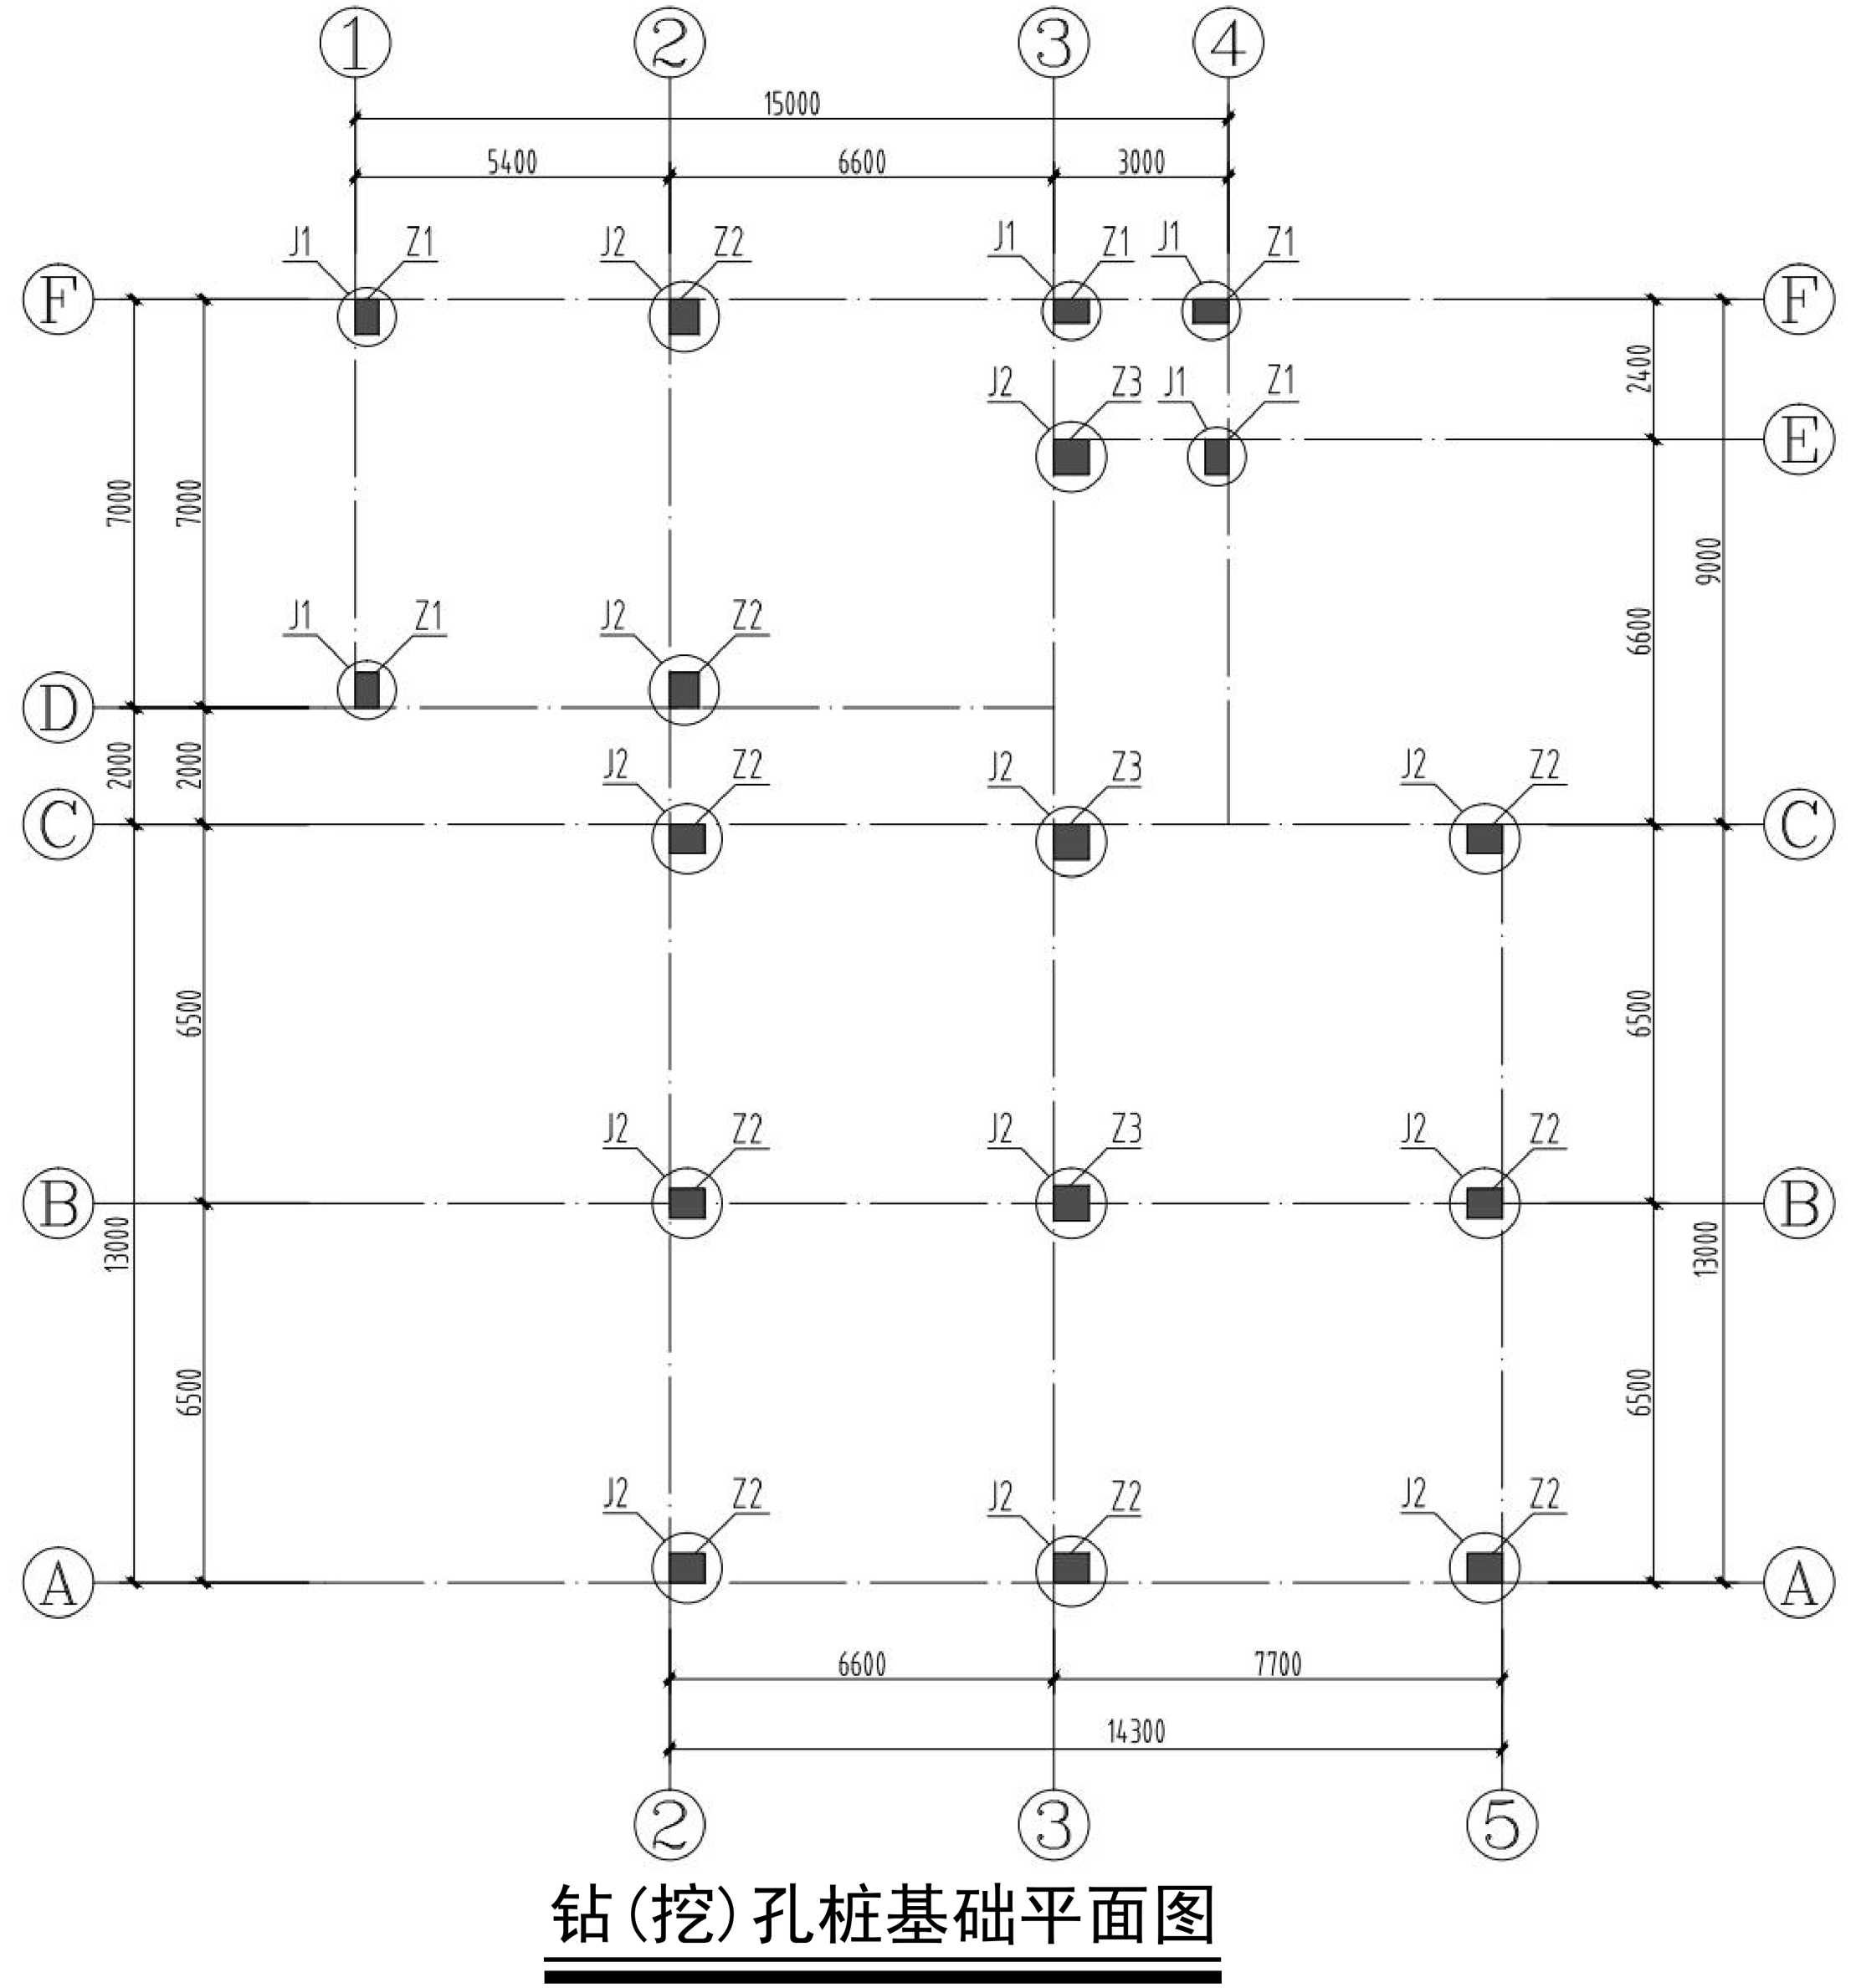 1 2 3 4
15000
5400 6600 3000
J1 Z1 J2 Z2 J1 Z1 J1 Z1
F F
2400
J2 Z3 J1 Z1
E E
7000 7000
9000
J1 Z1 J2 Z2
6600
D D
2000 2000
J2 Z2 J2 Z3 J2 Z2
C C
6500 6500
J2 Z2 J2 Z3 J2 Z2
B B
13000 13000
6500 6500
J2 Z2 J2 Z2 J2 Z2
A A
6600 7700
14300
2 3 5
钻(挖)孔桩基础平面图